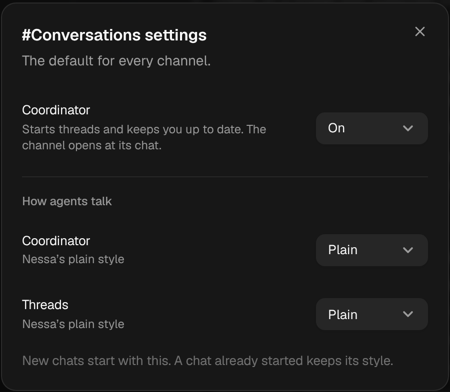 #Conversations settings
The default for every channel.
Coordinator
Starts threads and keeps you up to date. The
channel opens at its chat.
On
How agents talk
Coordinator
Nessa's plain style
Plain
Threads
Nessa's plain style
Plain
New chats start with this. A chat already started keeps its style.